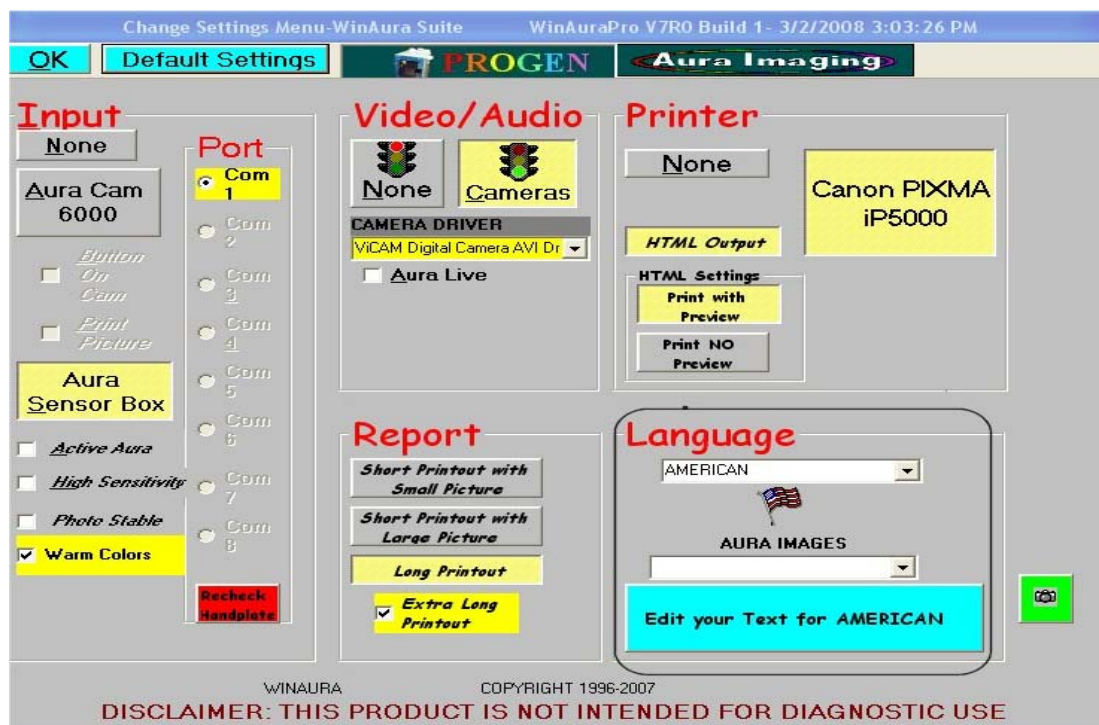 Change Settings Menu-WinAura Suite WinAuraPro V7R0 Build 1- 3/2/2008 3:03:26 PM
OK Default Settings PROGEN Aura Imaging
Input
None
Aura Cam
6000
Button
On
Cam
Print
Picture
Aura
Sensor Box
Active Aura
High Sensitivity
Photo Stable
Warm Colors
Port
Com
1
Com
2
Com
3
Com
4
Com
5
Com
6
Com
7
Com
8
Recheck
Handplate
Video/Audio
None Cameras
CAMERA DRIVER
ViCAM Digital Camera AVI Dr
Aura Live
Printer
None
Canon PIXMA
iP5000
HTML Output
HTML Settings
Print with
Preview
Print NO
Preview
Report
Short Printout with
Small Picture
Short Printout with
Large Picture
Long Printout
Extra Long
Printout
Language
AMERICAN
AURA IMAGES
Edit your Text for AMERICAN
WINAURA COPYRIGHT 1996-2007
DISCLAIMER: THIS PRODUCT IS NOT INTENDED FOR DIAGNOSTIC USE